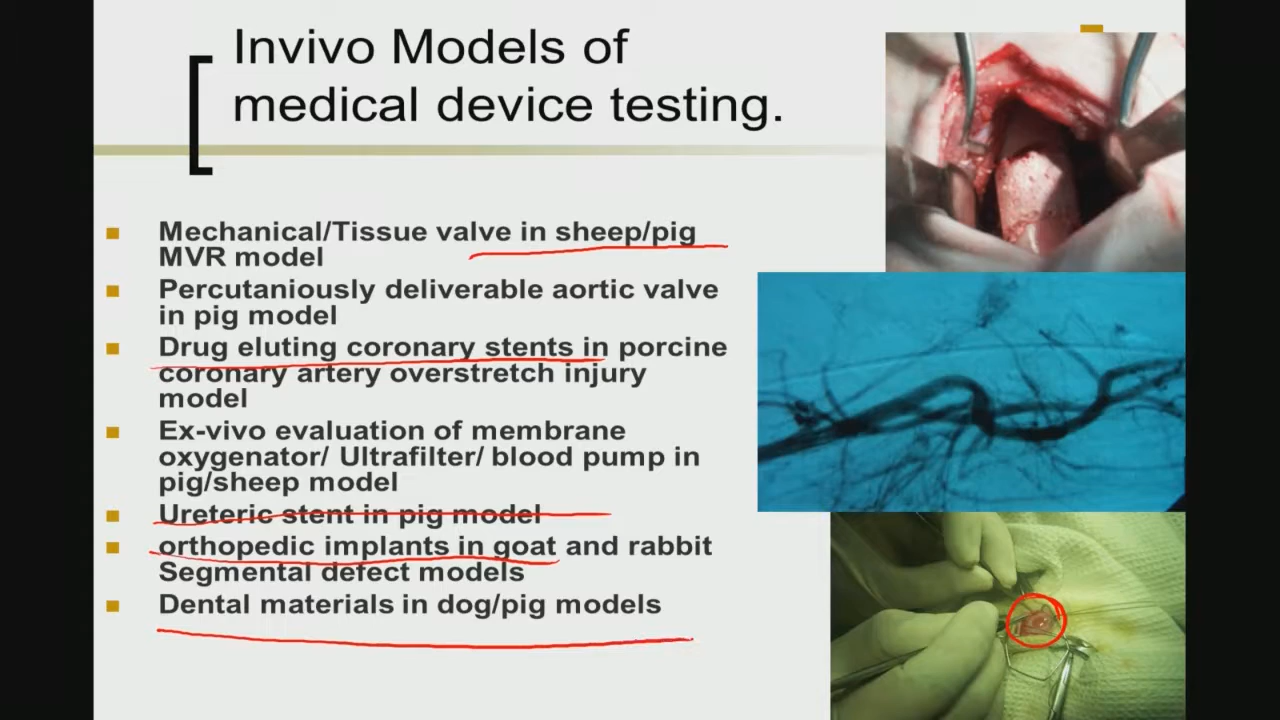 Invivo Models of
medical device testing.
Mechanical/Tissue valve in sheep/pig
MVR model
Percutaniously deliverable aortic valve
in pig model
Drug eluting coronary stents in porcine
coronary artery overstretch injury
model
Ex-vivo evaluation of membrane
oxygenator/ Ultrafilter/ blood pump in
pig/sheep model
Ureteric stent in pig model
orthopedic implants in goat and rabbit
Segmental defect models
Dental materials in dog/pig models